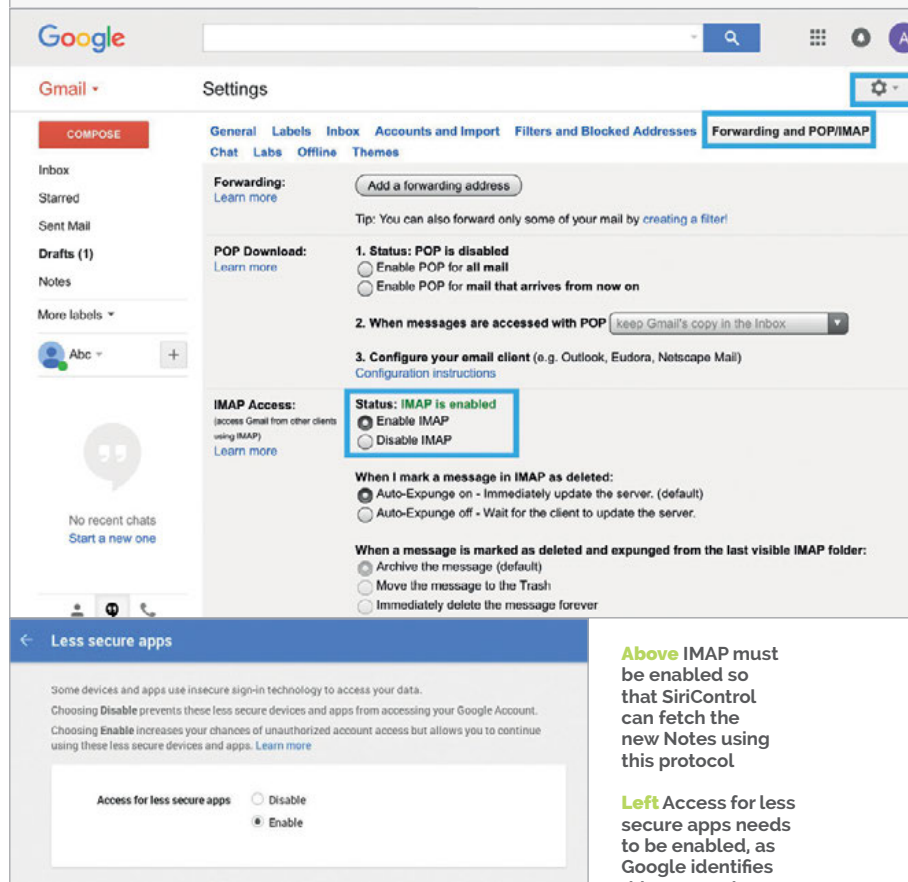 Google
A
Gmail
Settings
COMPOSE
General Labels Inbox Accounts and Import Filters and Blocked Addresses Forwarding and POP/IMAP
Chat Labs Offline Themes
Inbox
Starred
Sent Mail
Drafts (1)
Notes
More labels
Abc
No recent chats
Start a new one
Forwarding:
Learn more
Add a forwarding address
Tip: You can also forward only some of your mail by creating a filter!
POP Download:
Learn more
1. Status: POP is disabled
Enable POP for all mail
Enable POP for mail that arrives from now on
2. When messages are accessed with POP keep Gmail's copy in the Inbox
3. Configure your email client (e.g. Outlook, Eudora, Netscape Mail)
Configuration instructions
IMAP Access:
(access Gmail from other clients
using IMAP)
Learn more
Status: IMAP is enabled
Enable IMAP
Disable IMAP
When I mark a message in IMAP as deleted:
Auto-Expunge on - Immediately update the server. (default)
Auto-Expunge off - Wait for the client to update the server.
When a message is marked as deleted and expunged from the last visible IMAP folder:
Archive the message (default)
Move the message to the Trash
Immediately delete the message forever
Less secure apps
Some devices and apps use insecure sign-in technology to access your data.
Choosing Disable prevents these less secure devices and apps from accessing your Google Account.
Choosing Enable increases your chances of unauthorized account access but allows you to continue
using these less secure devices and apps. Learn more
Access for less secure apps
Disable
Enable
Above IMAP must
be enabled so
that SiriControl
can fetch the
new Notes using
this protocol
Left Access for less
secure apps needs
to be enabled, as
Google identifies